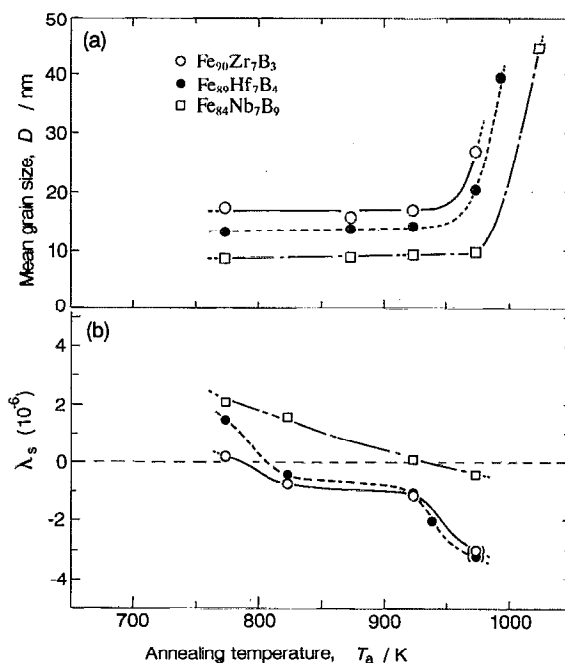 (a)
Fe₉₀Zr₇B₃
Fe₈₉Hf₇B₄
Fe₈₄Nb₇B₉
Mean grain size, D / nm
50
40
30
20
10
0
(b)
λs (10⁻⁶)
4
2
0
-2
-4
700 800 900 1000
Annealing temperature, Tₐ / K